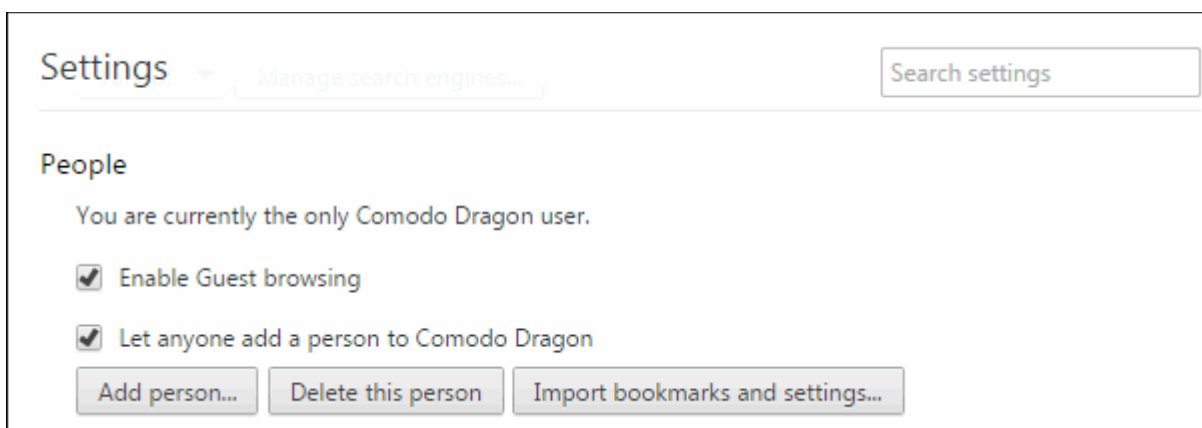 Settings
Manage search engines...
Search settings
People
You are currently the only Comodo Dragon user.
Enable Guest browsing
Let anyone add a person to Comodo Dragon
Add person... Delete this person Import bookmarks and settings...